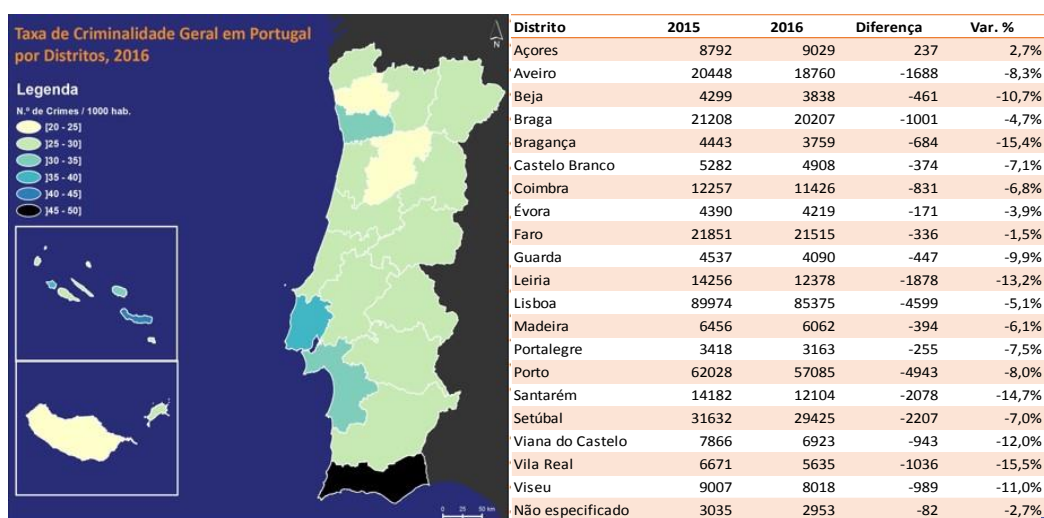 Taxa de Criminalidade Geral em Portugal
por Distritos, 2016
N
Legenda
N.º de Crimes / 1000 hab.
]20 - 25]
]25 - 30]
]30 - 35]
]35 - 40]
]40 - 45]
]45 - 50]
0 25 50 km
Distrito 2015 2016 Diferença Var. %
Açores 8792 9029 237 2,7%
Aveiro 20448 18760 -1688 -8,3%
Beja 4299 3838 -461 -10,7%
Braga 21208 20207 -1001 -4,7%
Bragança 4443 3759 -684 -15,4%
Castelo Branco 5282 4908 -374 -7,1%
Coimbra 12257 11426 -831 -6,8%
Évora 4390 4219 -171 -3,9%
Faro 21851 21515 -336 -1,5%
Guarda 4537 4090 -447 -9,9%
Leiria 14256 12378 -1878 -13,2%
Lisboa 89974 85375 -4599 -5,1%
Madeira 6456 6062 -394 -6,1%
Portalegre 3418 3163 -255 -7,5%
Porto 62028 57085 -4943 -8,0%
Santarém 14182 12104 -2078 -14,7%
Setúbal 31632 29425 -2207 -7,0%
Viana do Castelo 7866 6923 -943 -12,0%
Vila Real 6671 5635 -1036 -15,5%
Viseu 9007 8018 -989 -11,0%
Não especificado 3035 2953 -82 -2,7%